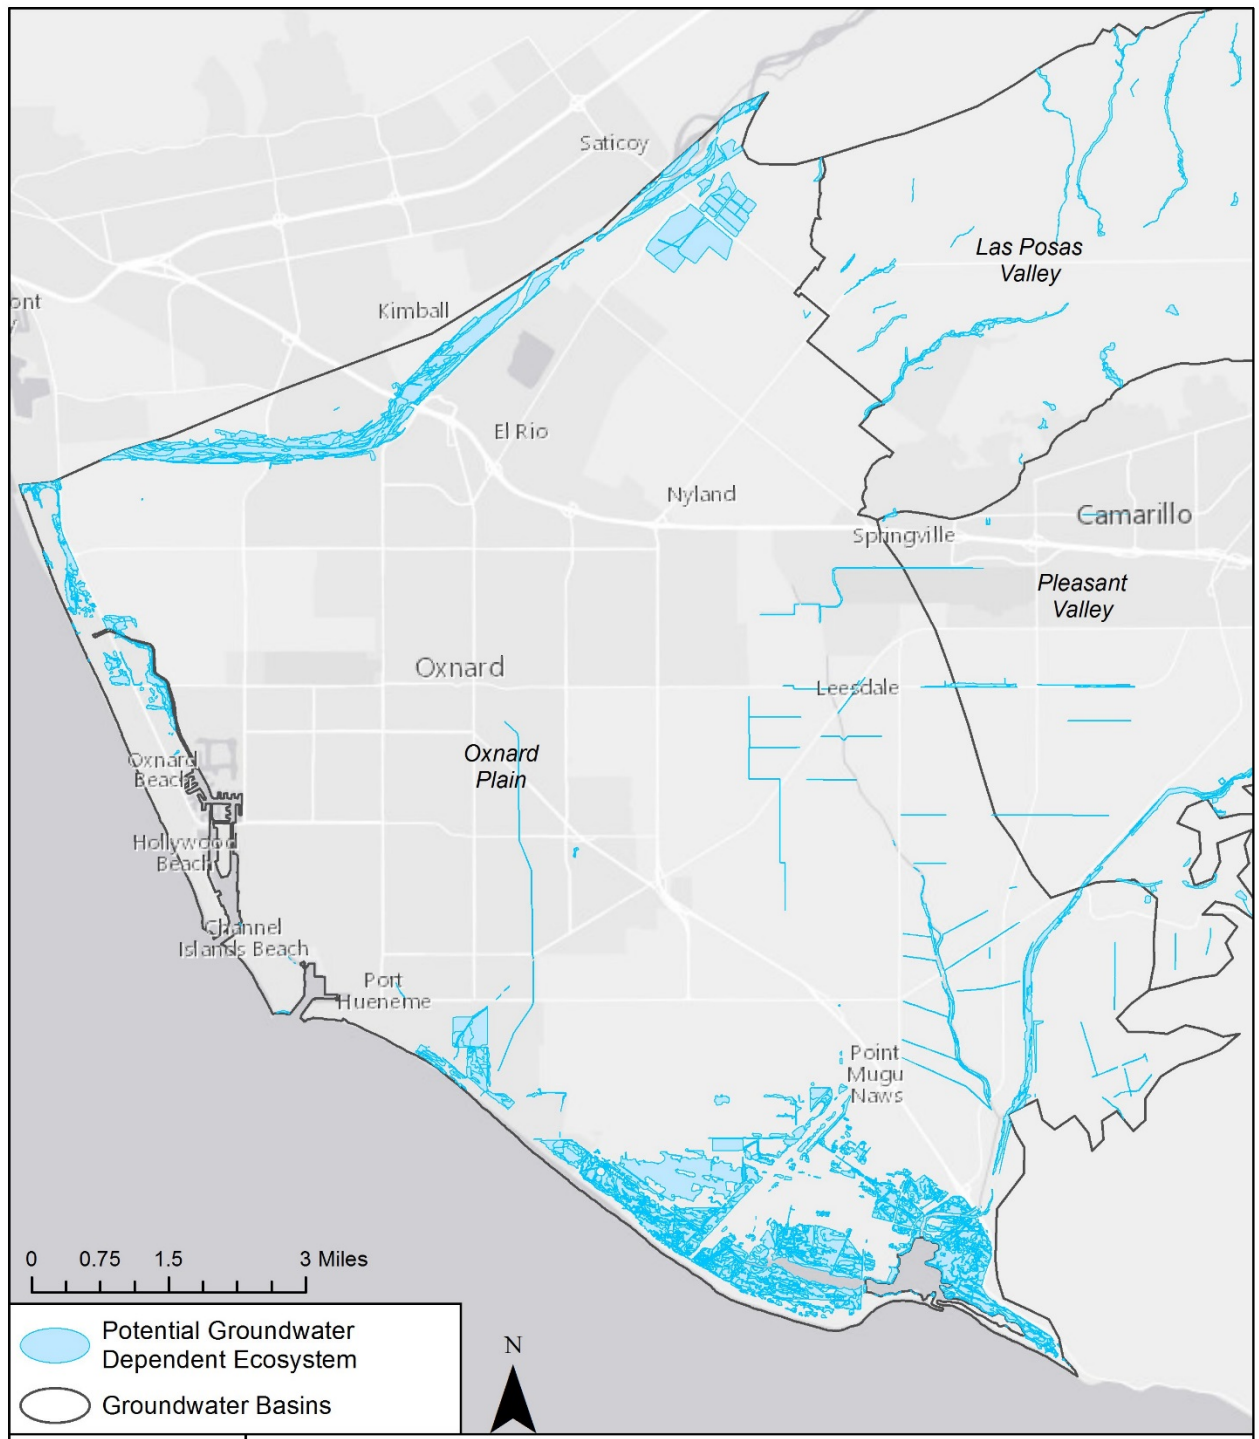 Saticoy
Las Posas
Valley
ont
y
Kimball
El Rio
Nyland
Camarillo
Springville
Pleasant
Valley
Oxnard
Leesdale
Oxnard
Plain
Oxnard
Beach
Hollywood
Beach
Channel
Islands Beach
Port
Hueneme
Point
Mugu
Naws
0 0.75 1.5 3 Miles
Potential Groundwater
Dependent Ecosystem
N
Groundwater Basins